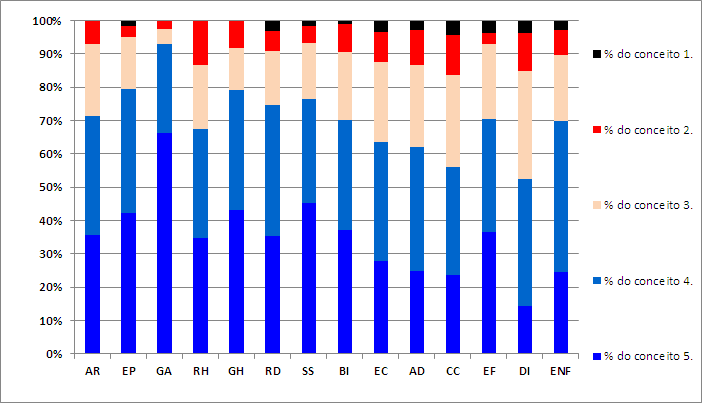 100%
90%
80%
70%
60%
50%
40%
30%
20%
10%
0%
AR EP GA RH GH RD SS BI EC AD CC EF DI ENF
% do conceito 1.
% do conceito 2.
% do conceito 3.
% do conceito 4.
% do conceito 5.